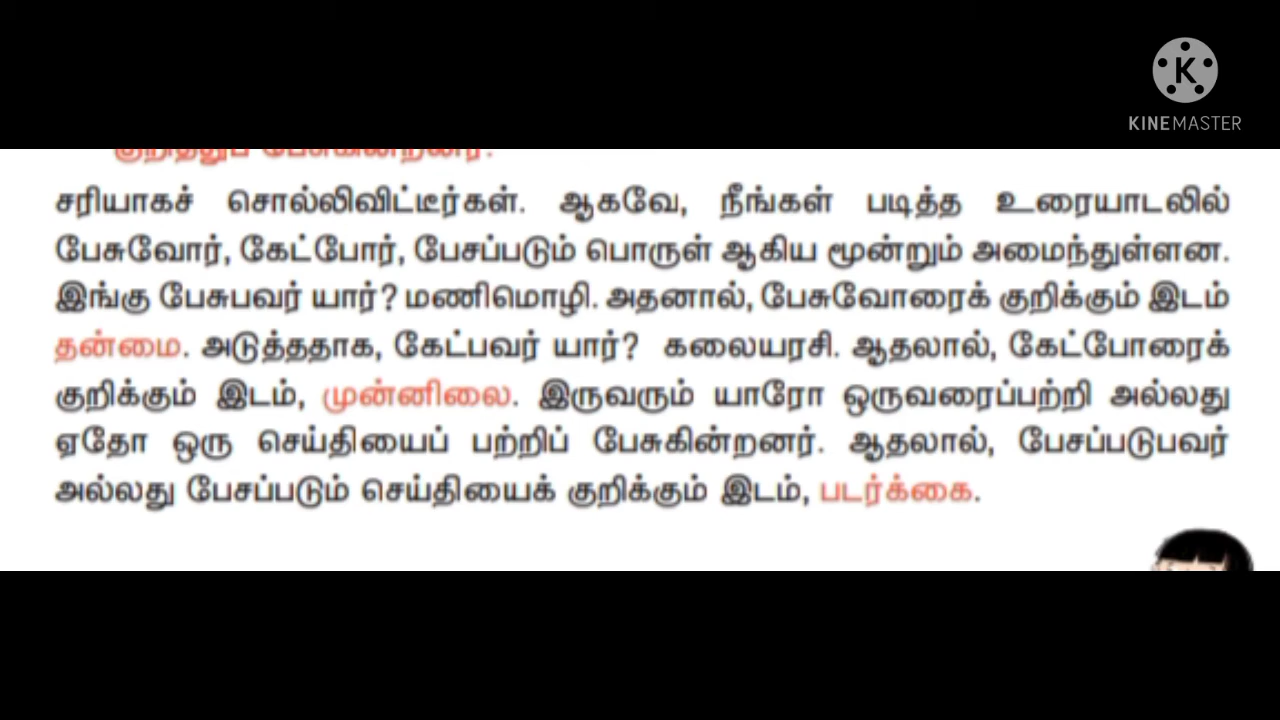 KINEMASTER
சரியாகச் சொல்லிவிட்டீர்கள். ஆகவே, நீங்கள் படித்த உரையாடலில்
பேசுவோர், கேட்போர், பேசப்படும் பொருள் ஆகிய மூன்றும் அமைந்துள்ளன.
இங்கு பேசுபவர் யார்? மணிமொழி. அதனால், பேசுவோரைக் குறிக்கும் இடம்
தன்மை. அடுத்ததாக, கேட்பவர் யார்? கலையரசி. ஆதலால், கேட்போரைக்
குறிக்கும் இடம், முன்னிலை. இருவரும் யாரோ ஒருவரைப்பற்றி அல்லது
ஏதோ ஒரு செய்தியைப் பற்றிப் பேசுகின்றனர். ஆதலால், பேசப்படுபவர்
அல்லது பேசப்படும் செய்தியைக் குறிக்கும் இடம், படர்க்கை.